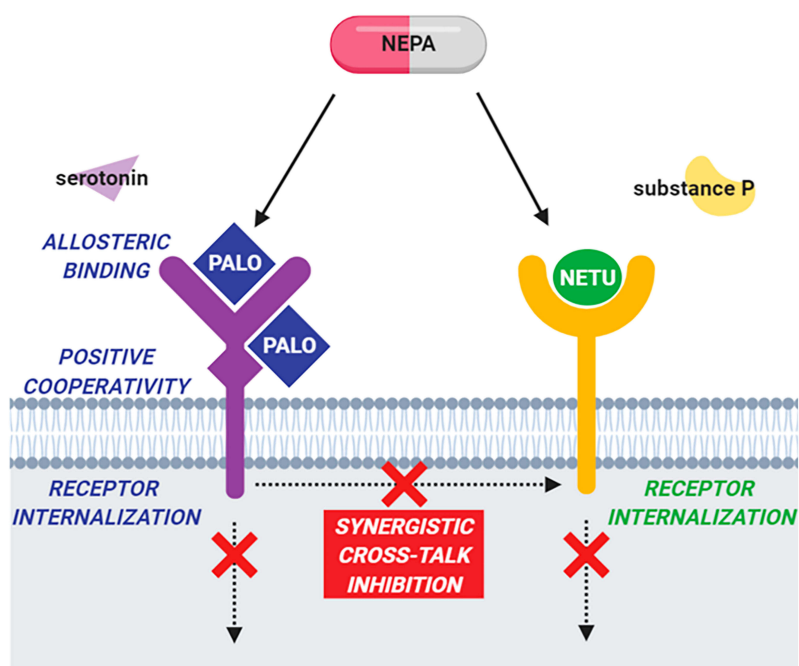 NEPA
serotonin
substance P
ALLOSTERIC
BINDING
PALO
NETU
PALO
POSITIVE
COOPERATIVITY
RECEPTOR
INTERNALIZATION
SYNERGISTIC
CROSS-TALK
INHIBITION
RECEPTOR
INTERNALIZATION